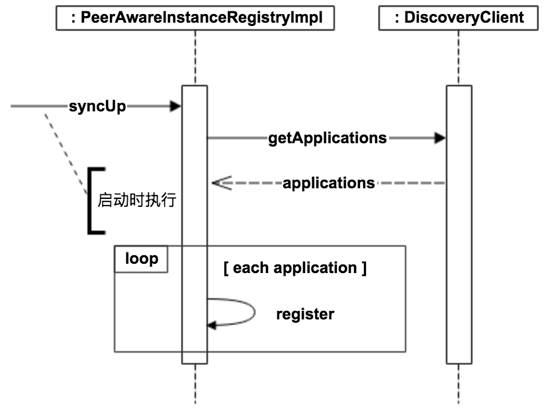 : PeerAwareInstanceRegistryImpl
: DiscoveryClient
syncUp
getApplications
applications
启动时执行
loop
[ each application ]
register